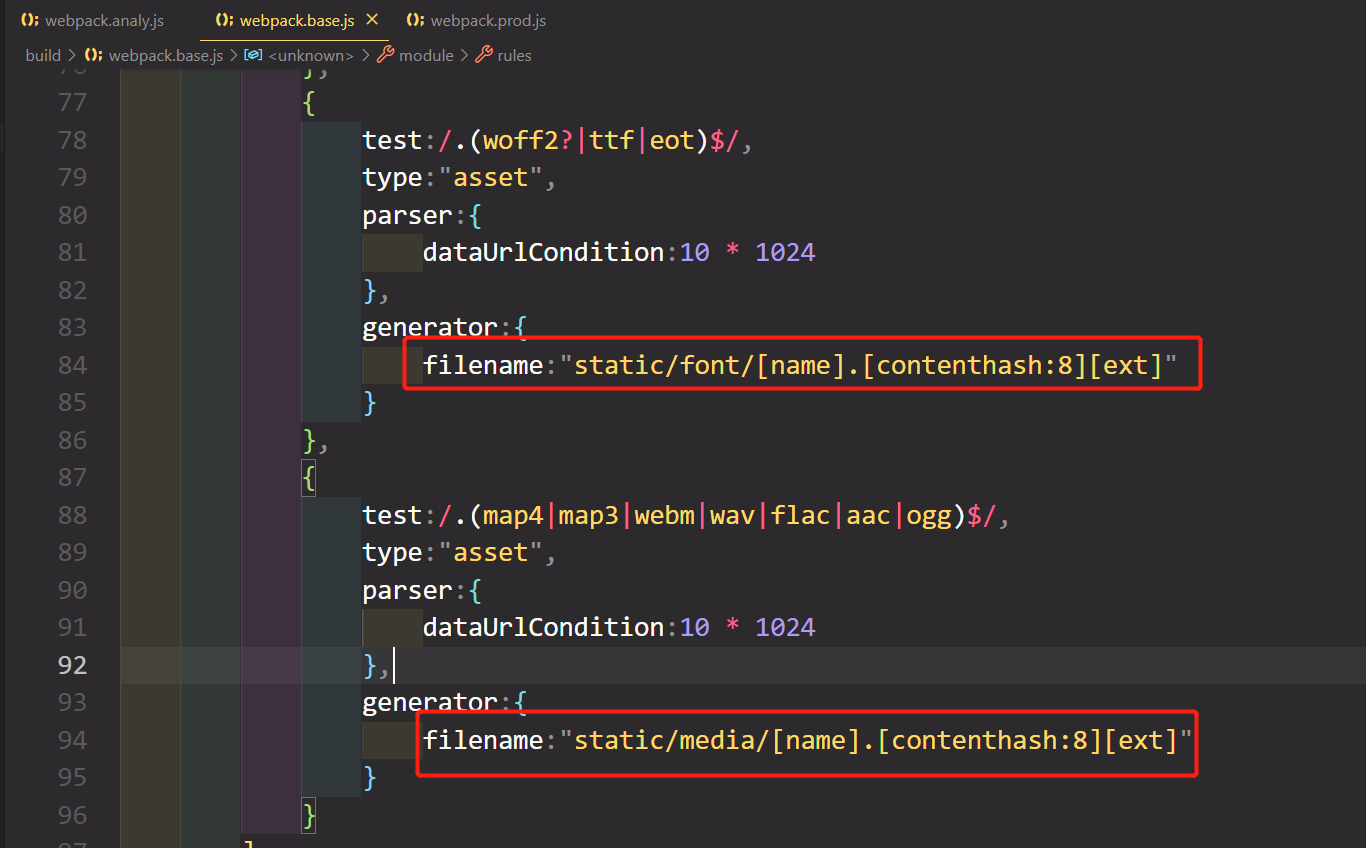 webpack.analy.js webpack.base.js × webpack.prod.js
build > webpack.base.js > <unknown> > module > rules
76 },
77 {
78 test:/.(woff2?|ttf|eot)$/,
79 type:"asset",
80 parser:{
81 dataUrlCondition:10 * 1024
82 },
83 generator:{
84 filename:"static/font/[name].[contenthash:8][ext]"
85 }
86 },
87 {
88 test:/.(map4|map3|webm|wav|flac|aac|ogg)$/,
89 type:"asset",
90 parser:{
91 dataUrlCondition:10 * 1024
92 },
93 generator:{
94 filename:"static/media/[name].[contenthash:8][ext]"
95 }
96 }
97 ]